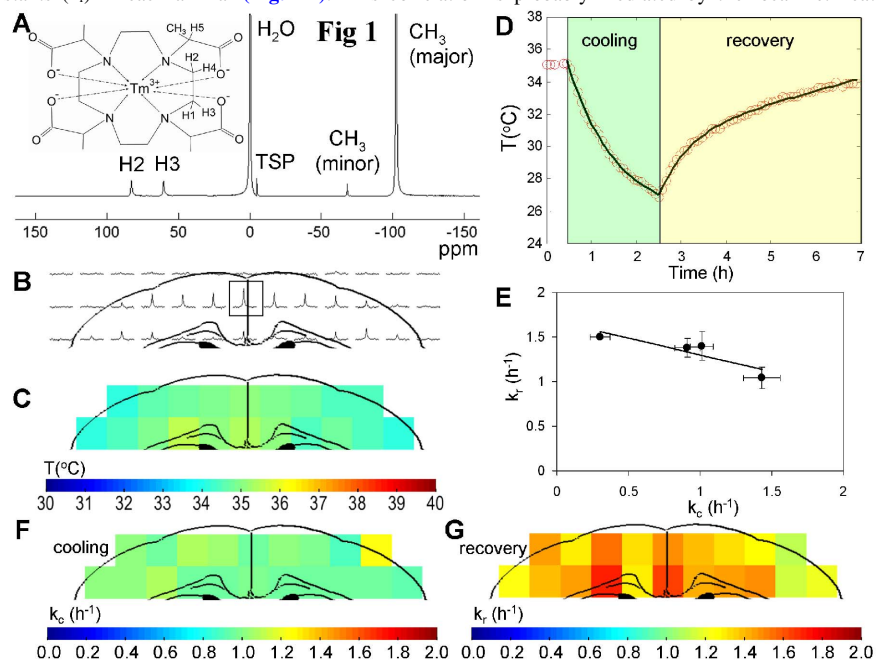 A
Fig 1
H₂O
CH₃
(major)
CH₃
H5
H2
H4
H1
H3
N
N
N
N
O
O⁻
O⁻
O
O
O⁻
O⁻
O
Tm³⁺
H2
H3
TSP
CH₃
(minor)
150
100
50
0
-50
-100
-150
ppm
B
C
T(°C)
30
31
32
33
34
35
36
37
38
39
40
D
cooling
recovery
T(°C)
38
36
34
32
30
28
26
24
0
1
2
3
4
5
6
7
Time (h)
E
kᵣ (h⁻¹)
2
1.5
1
0.5
0
0
0.5
1
1.5
2
k_c (h⁻¹)
F
cooling
k_c (h⁻¹)
0.0
0.2
0.4
0.6
0.8
1.0
1.2
1.4
1.6
1.8
2.0
G
recovery
kᵣ (h⁻¹)
0.0
0.2
0.4
0.6
0.8
1.0
1.2
1.4
1.6
1.8
2.0